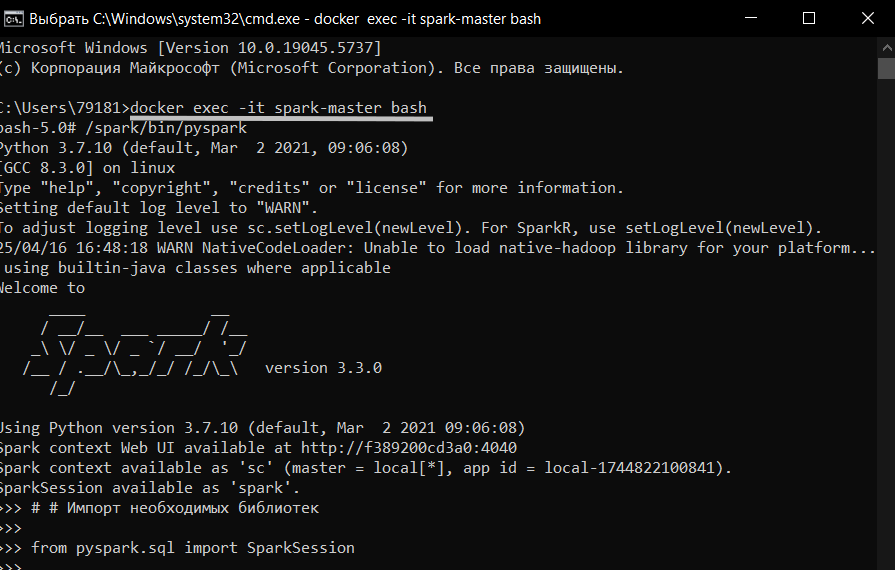 Выбрать C:\Windows\system32\cmd.exe - docker  exec -it spark-master bash
Microsoft Windows [Version 10.0.19045.5737]
(c) Корпорация Майкрософт (Microsoft Corporation). Все права защищены.
C:\Users\79181>docker exec -it spark-master bash
bash-5.0# /spark/bin/pyspark
Python 3.7.10 (default, Mar  2 2021, 09:06:08)
[GCC 8.3.0] on linux
Type "help", "copyright", "credits" or "license" for more information.
Setting default log level to "WARN".
To adjust logging level use sc.setLogLevel(newLevel). For SparkR, use setLogLevel(newLevel).
25/04/16 16:48:18 WARN NativeCodeLoader: Unable to load native-hadoop library for your platform...
using builtin-java classes where applicable
Welcome to
Spark version 3.3.0
Using Python version 3.7.10 (default, Mar  2 2021 09:06:08)
Spark context Web UI available at http://f389200cd3a0:4040
Spark context available as 'sc' (master = local[*], app id = local-1744822100841).
SparkSession available as 'spark'.
>>> # # Импорт необходимых библиотек
>>>
>>> from pyspark.sql import SparkSession
>>>